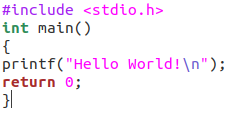 #include <stdio.h>
int main()
{
printf("Hello World!\n");
return 0;
}